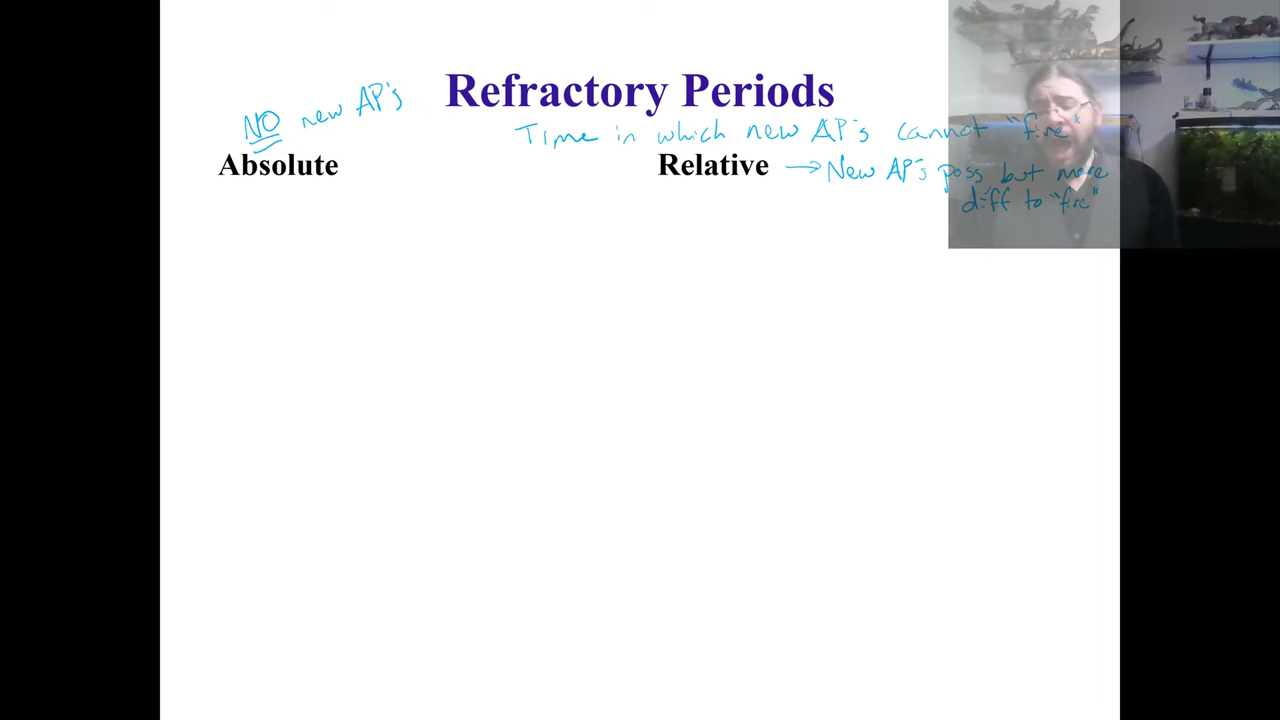 Refractory Periods
NO new AP's
Time in which new AP's cannot "fire"
Absolute
Relative → New AP's poss but more
diff to "fire"